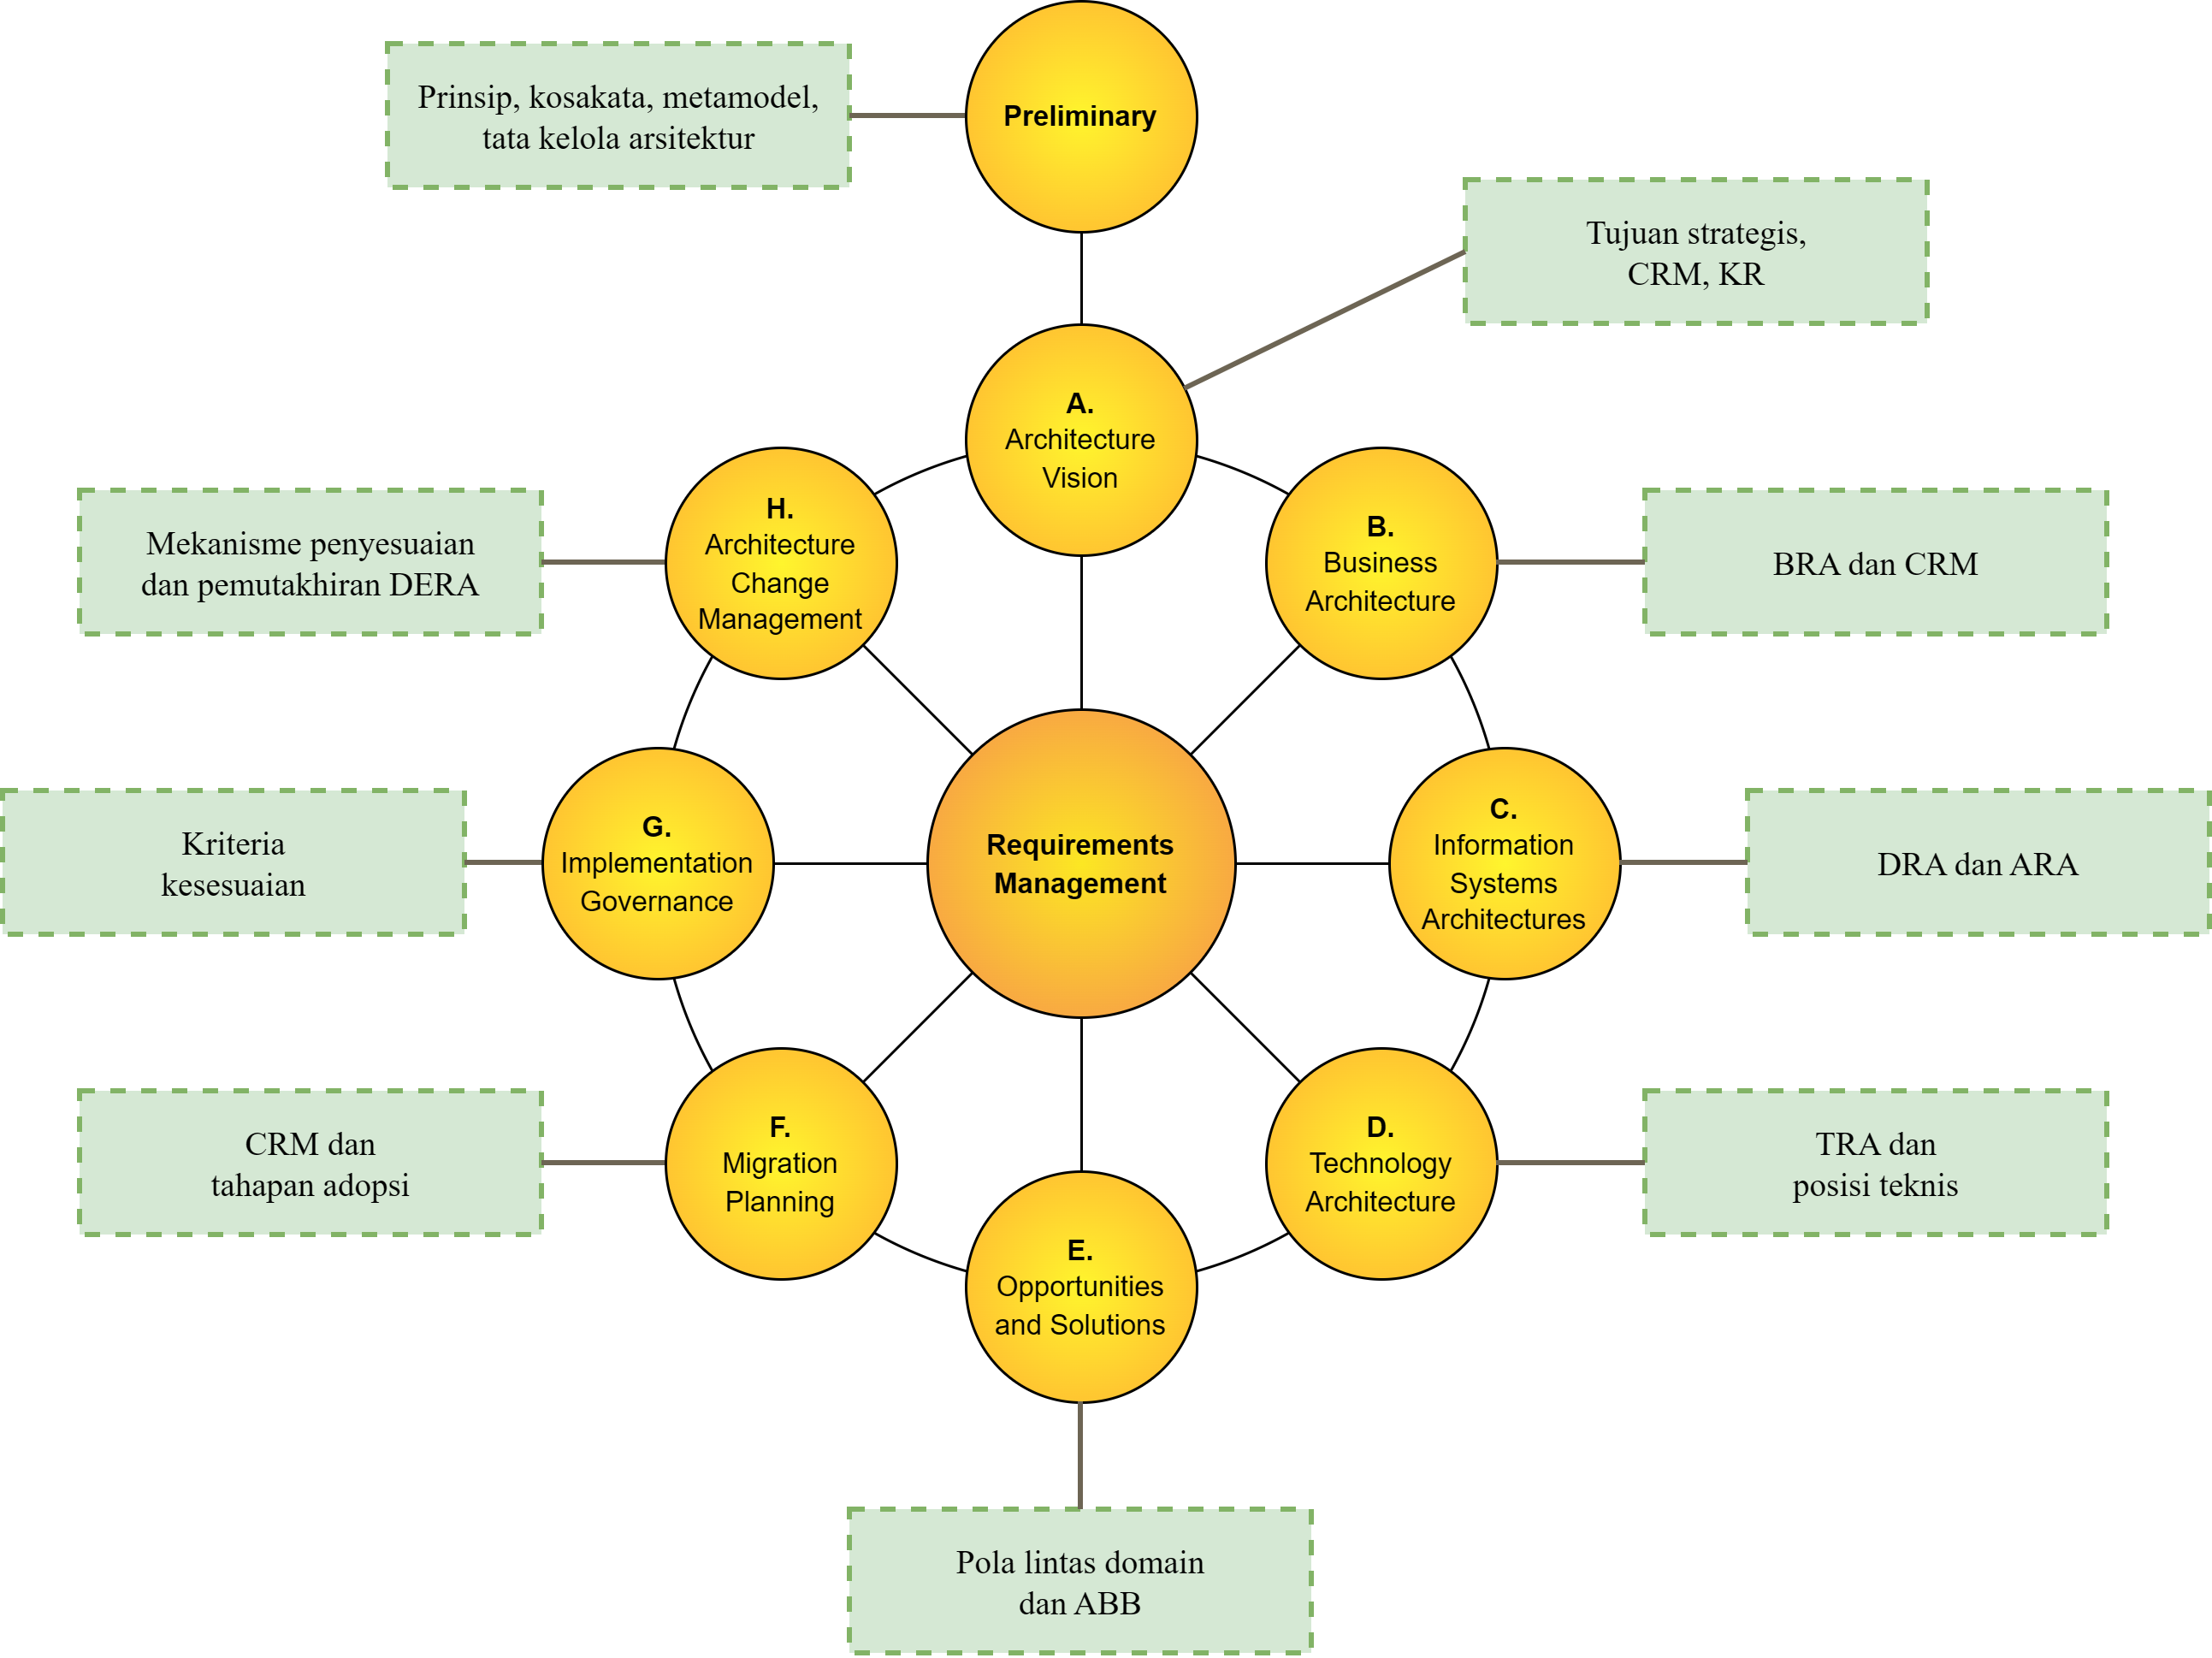 Prinsip, kosakata, metamodel,
tata kelola arsitektur
Preliminary
Tujuan strategis,
CRM, KR
A.
Architecture
Vision
H.
Architecture
Change
Management
Mekanisme penyesuaian
dan pemutakhiran DERA
B.
Business
Architecture
BRA dan CRM
Kriteria
kesesuaian
G.
Implementation
Governance
Requirements
Management
C.
Information
Systems
Architectures
DRA dan ARA
CRM dan
tahapan adopsi
F.
Migration
Planning
D.
Technology
Architecture
TRA dan
posisi teknis
E.
Opportunities
and Solutions
Pola lintas domain
dan ABB